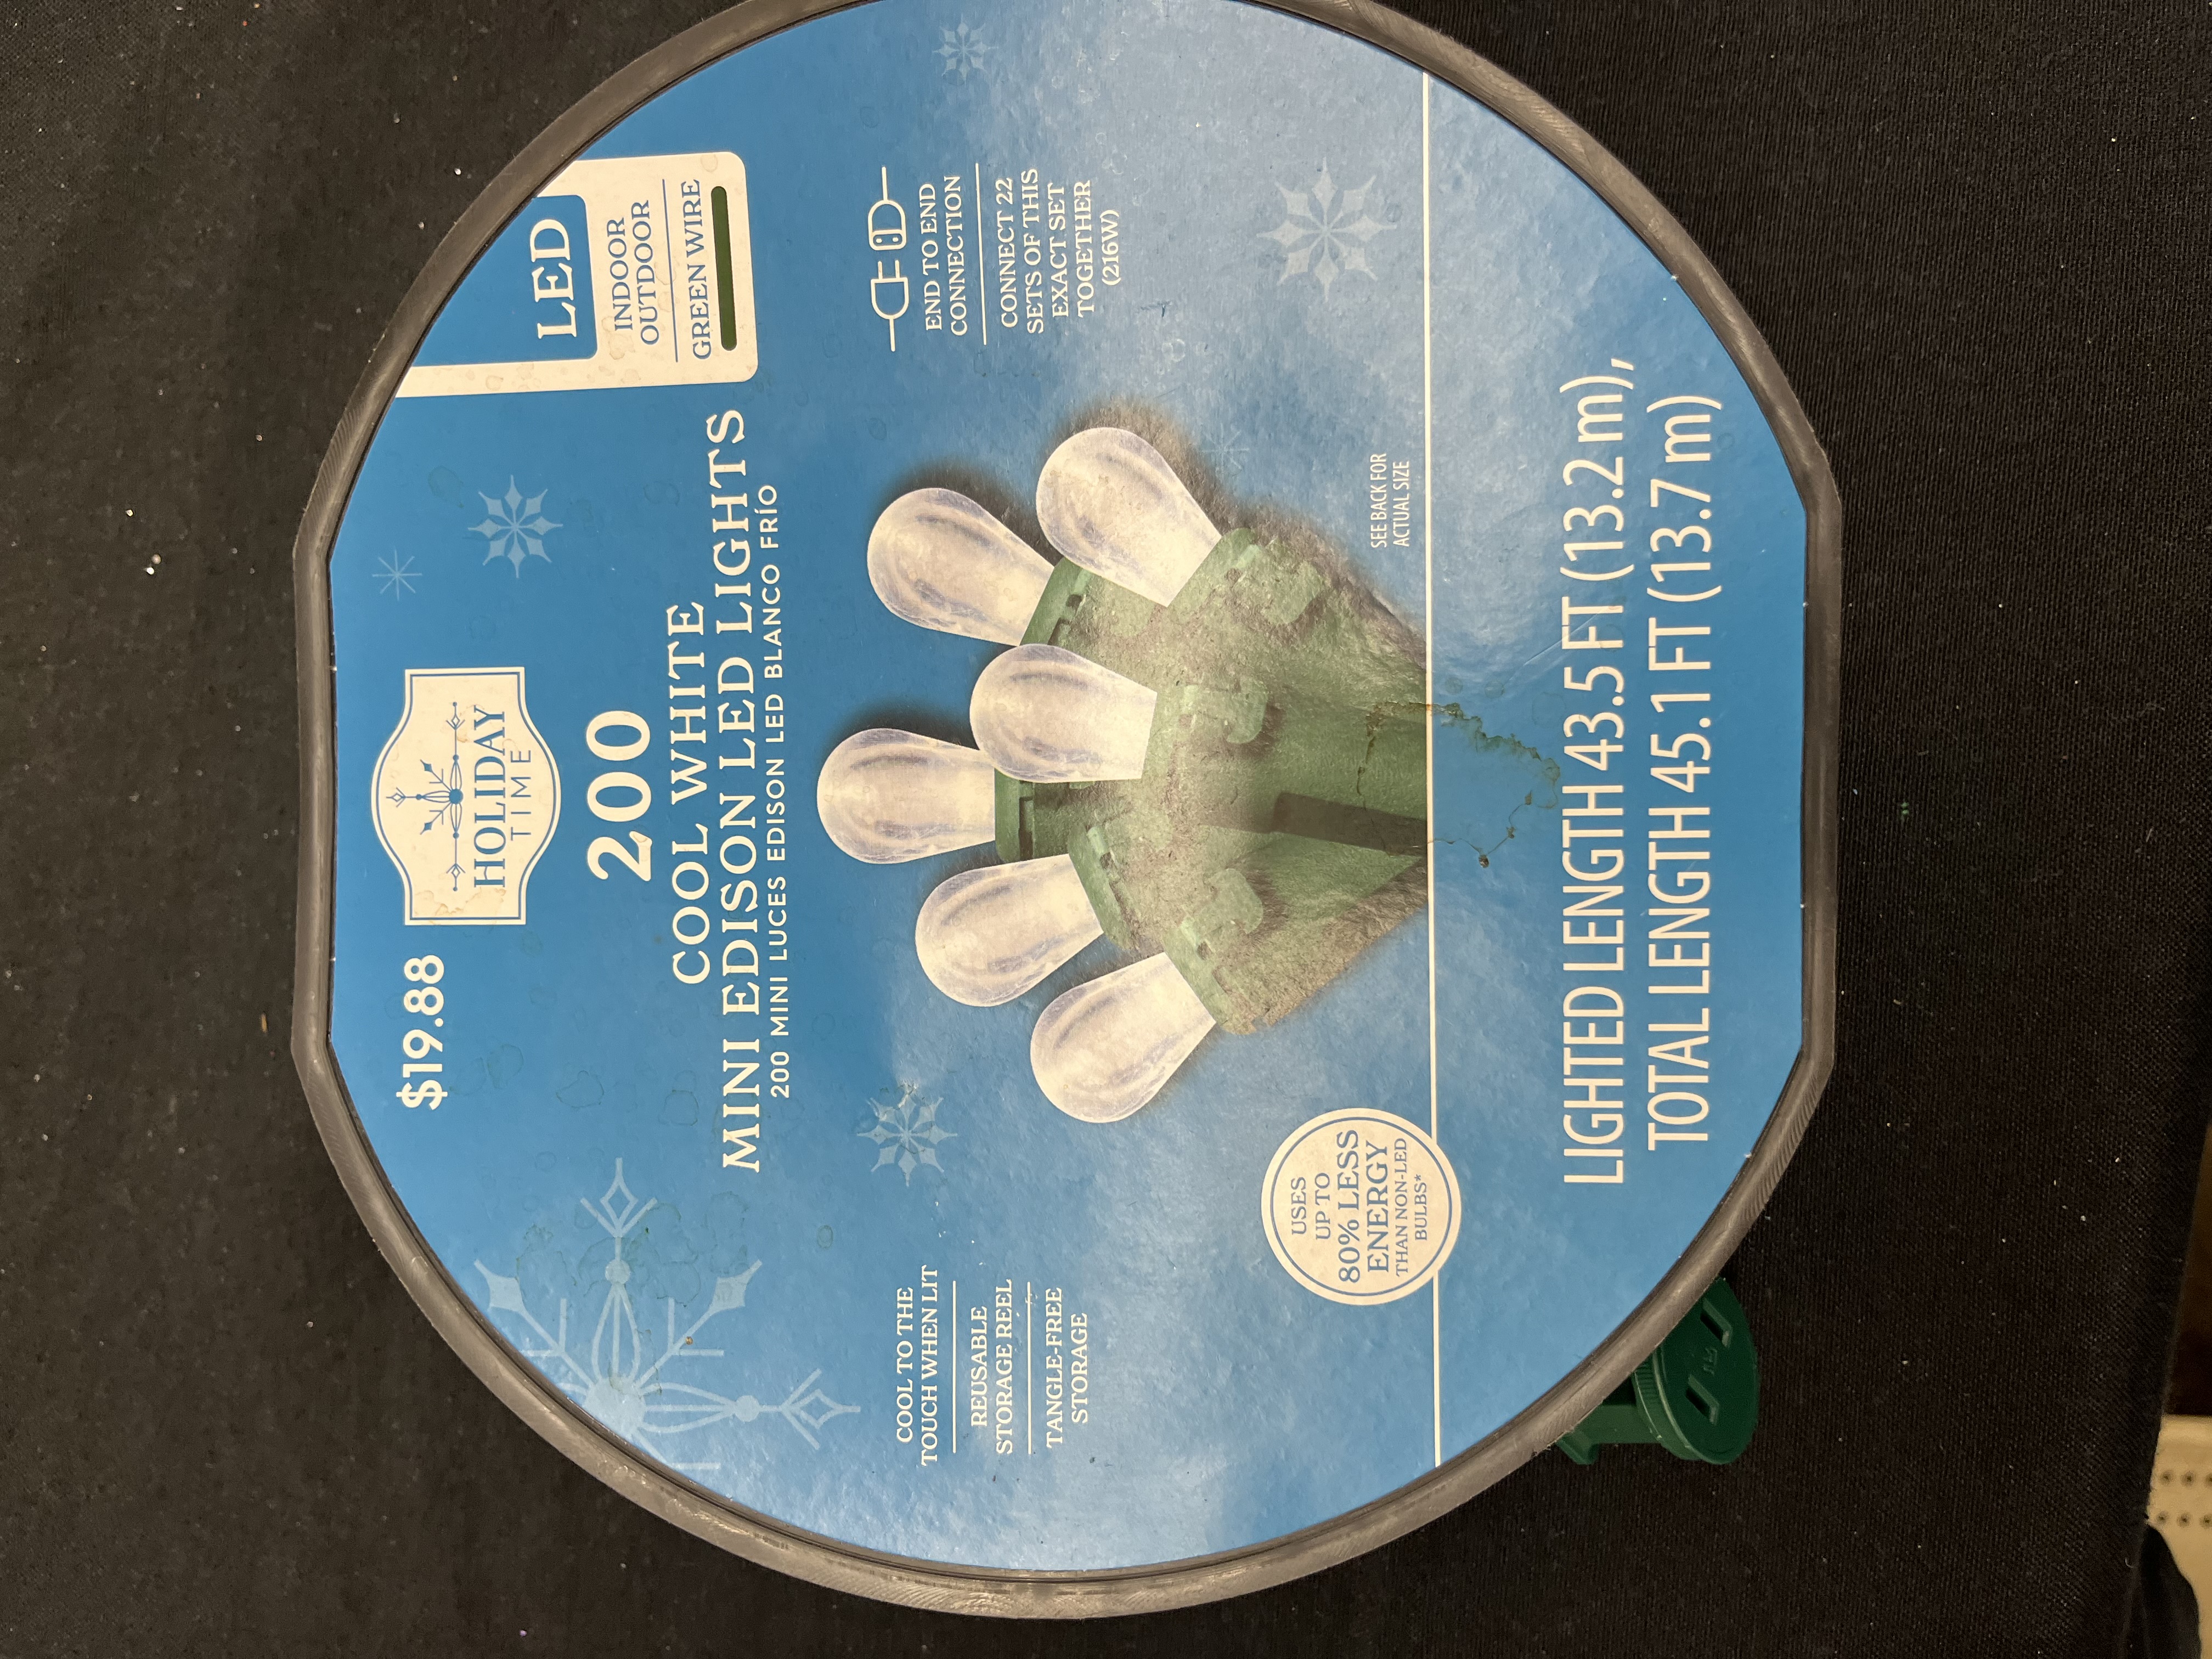 $19.88
HOLIDAY
TIME
LED
INDOOR
OUTDOOR
GREEN WIRE
200
COOL WHITE
MINI EDISON LED LIGHTS
200 MINI LUCES EDISON LED BLANCO FRÍO
COOL TO THE
TOUCH WHEN LIT
REUSABLE
STORAGE REEL
TANGLE-FREE
STORAGE
END TO END
CONNECTION
CONNECT 22
SETS OF THIS
EXACT SET
TOGETHER
(216W)
USES
UP TO
80% LESS
ENERGY
THAN NON-LED
BULBS*
SEE BACK FOR
ACTUAL SIZE
LIGHTED LENGTH 43.5 FT (13.2 m),
TOTAL LENGTH 45.1 FT (13.7 m)